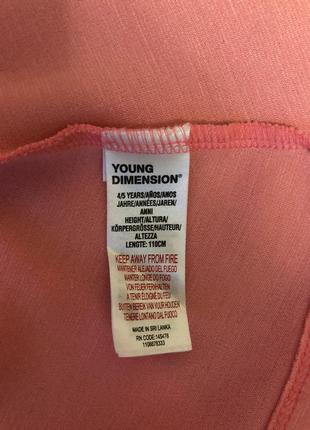 YOUNG
DIMENSION®
4/5 YEARS/AÑOS/ANOS
JAHRE/ANNÉES/JAREN/
ANNI
HEIGHT/ALTURA/
KÖRPERGRÖSSE/HAUTEUR/
ALTEZZA
LENGTE: 110CM
KEEP AWAY FROM FIRE
MANTENER ALEJADO DEL FUEGO
MANTER LONGE DO FOGO
VON FEUER FERNHALTEN
A TENIR ÉLOIGNÉ DU FEU
BUITEN BEREIK VAN VUUR HOUDEN
TENERE LONTANO DAL FUOCO
MADE IN SRI LANKA
RN CODE:145478